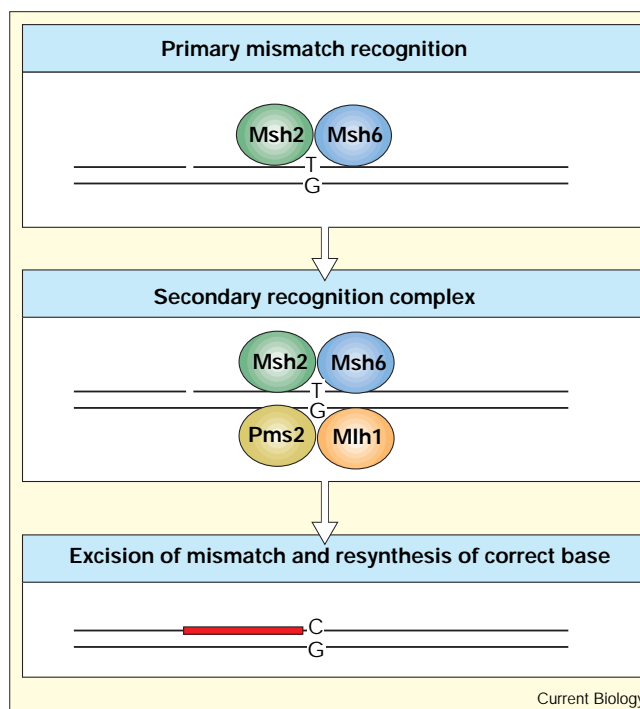 Primary mismatch recognition
Msh2 Msh6
T
G
Secondary recognition complex
Msh2 Msh6
T
G
Pms2 Mlh1
Excision of mismatch and resynthesis of correct base
C
G
Current Biology